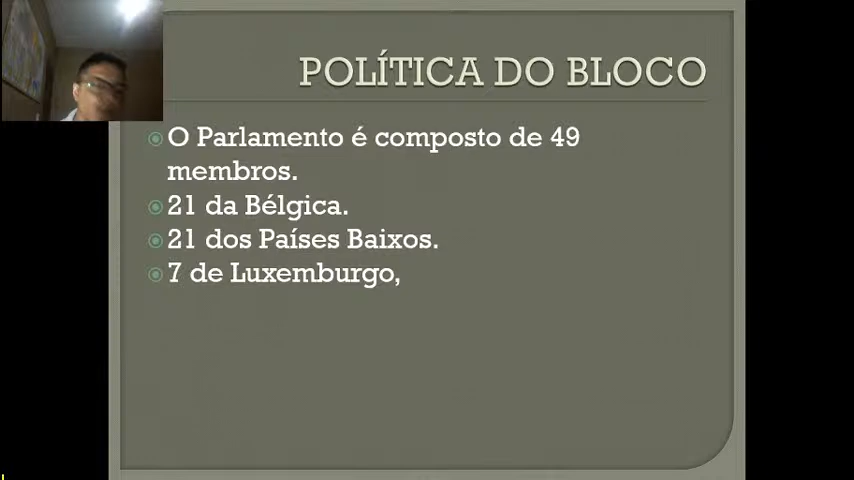 POLÍTICA DO BLOCO
O Parlamento é composto de 49
membros.
21 da Bélgica.
21 dos Países Baixos.
7 de Luxemburgo,